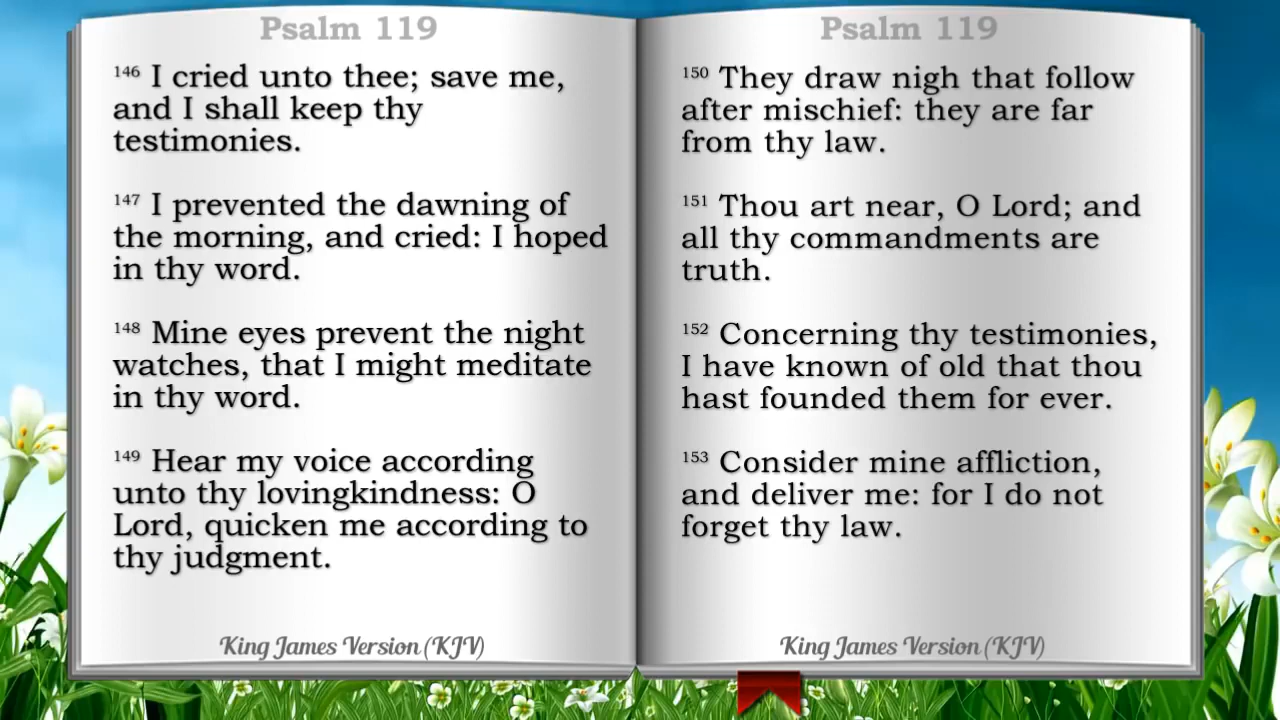 Psalm 119
146 I cried unto thee; save me,
and I shall keep thy
testimonies.
147 I prevented the dawning of
the morning, and cried: I hoped
in thy word.
148 Mine eyes prevent the night
watches, that I might meditate
in thy word.
149 Hear my voice according
unto thy lovingkindness: O
Lord, quicken me according to
thy judgment.
King James Version (KJV)
Psalm 119
150 They draw nigh that follow
after mischief: they are far
from thy law.
151 Thou art near, O Lord; and
all thy commandments are
truth.
152 Concerning thy testimonies,
I have known of old that thou
hast founded them for ever.
153 Consider mine affliction,
and deliver me: for I do not
forget thy law.
King James Version (KJV)